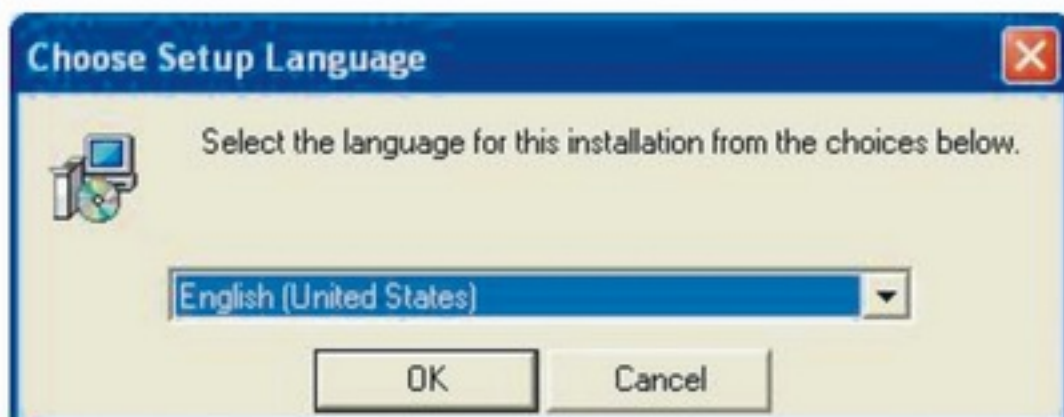 Choose Setup Language
Select the language for this installation from the choices below.
English (United States)
OK
Cancel